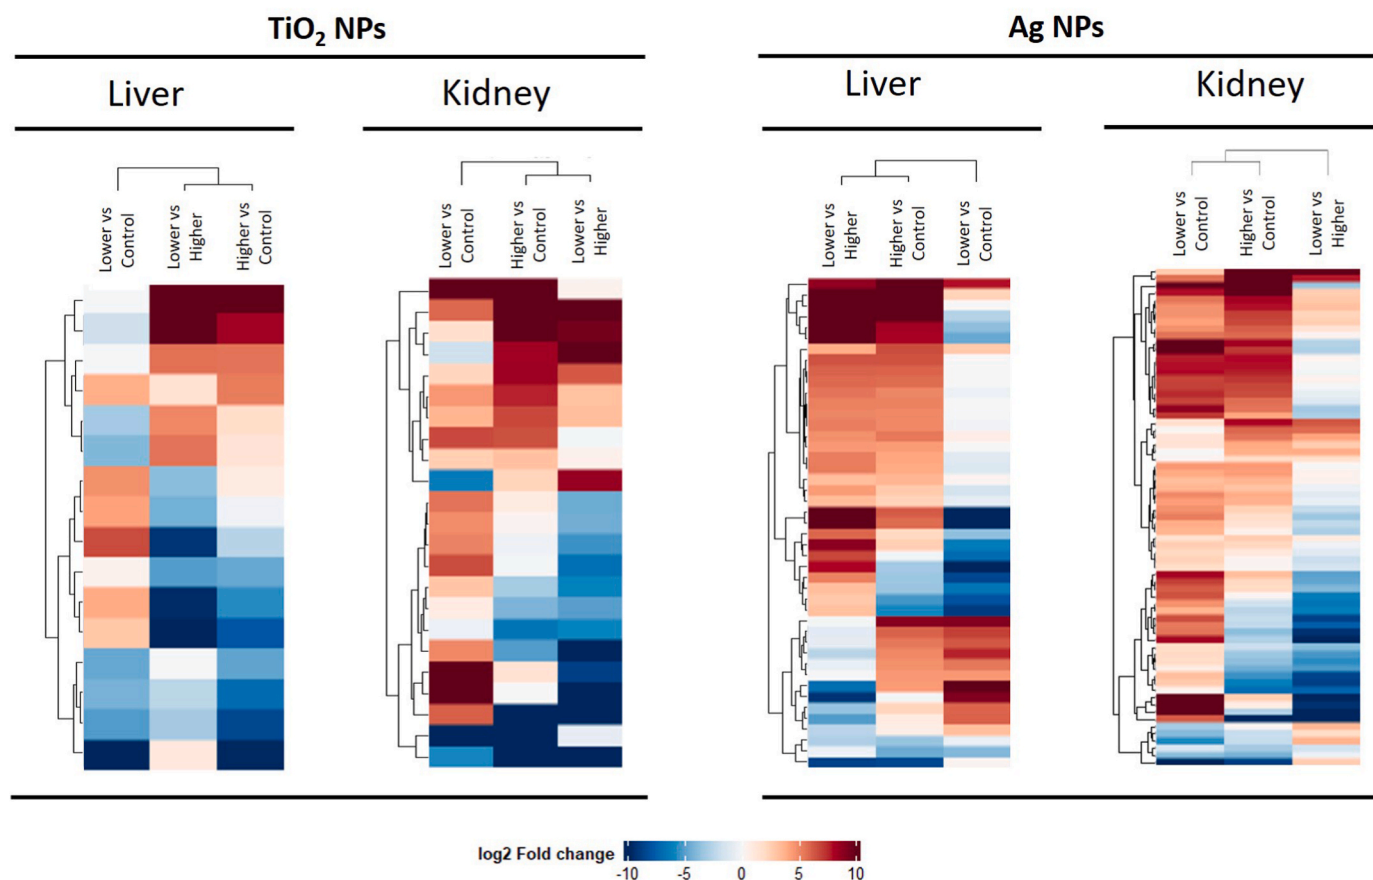 TiO2 NPs
Ag NPs
Liver
Kidney
Liver
Kidney
Lower vs
Control
Lower vs
Higher
Higher vs
Control
Lower vs
Control
Higher vs
Control
Lower vs
Higher
Lower vs
Higher
Higher vs
Control
Lower vs
Control
Lower vs
Control
Higher vs
Control
Lower vs
Higher
log2 Fold change
-10 -5 0 5 10